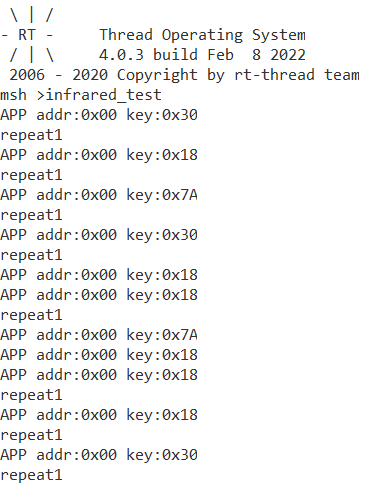 \ | /
- RT -     Thread Operating System
 / | \     4.0.3 build Feb  8 2022
 2006 - 2020 Copyright by rt-thread team
msh >infrared_test
APP addr:0x00 key:0x30
repeat1
APP addr:0x00 key:0x18
repeat1
APP addr:0x00 key:0x7A
repeat1
APP addr:0x00 key:0x30
repeat1
APP addr:0x00 key:0x18
APP addr:0x00 key:0x18
repeat1
APP addr:0x00 key:0x7A
APP addr:0x00 key:0x18
APP addr:0x00 key:0x18
repeat1
APP addr:0x00 key:0x18
repeat1
APP addr:0x00 key:0x30
repeat1